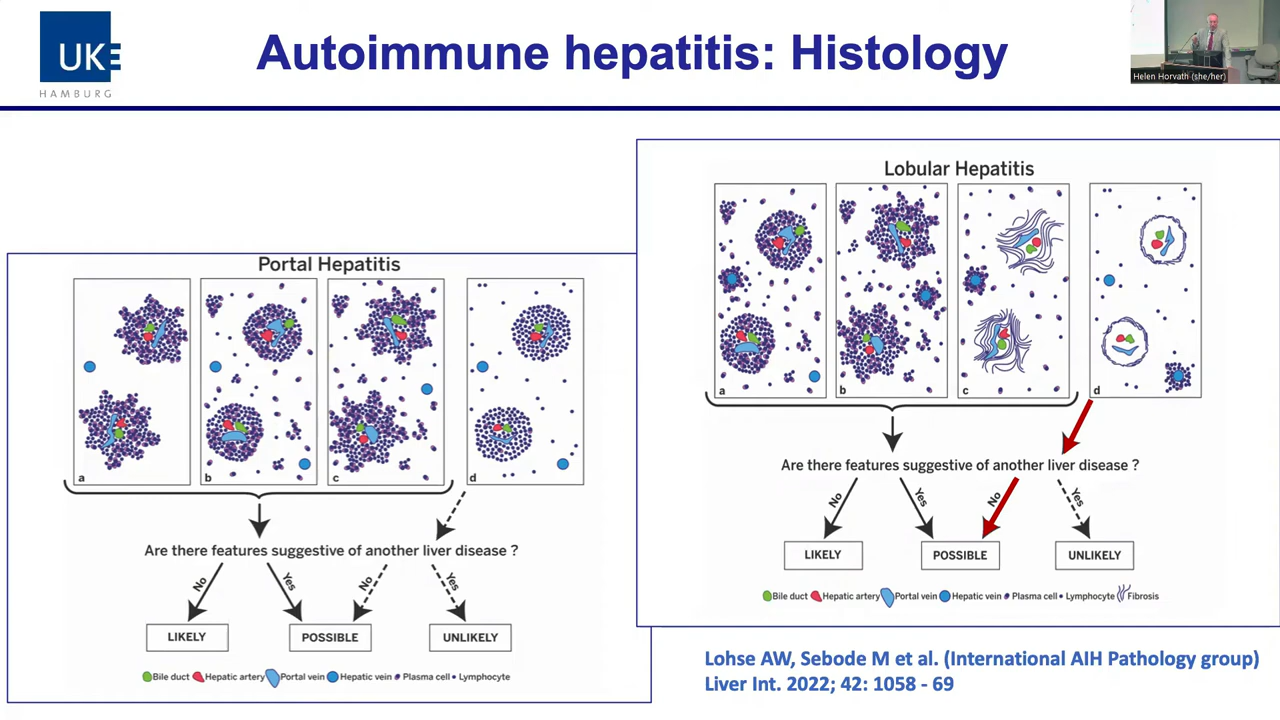 UKE
HAMBURG
Autoimmune hepatitis: Histology
Helen Horvath (she/her)
Portal Hepatitis
a
b
c
d
Are there features suggestive of another liver disease ?
No
Yes
No
Yes
LIKELY
POSSIBLE
UNLIKELY
Bile duct Hepatic artery Portal vein Hepatic vein Plasma cell Lymphocyte
Lobular Hepatitis
a
b
c
d
Are there features suggestive of another liver disease ?
No
Yes
No
Yes
LIKELY
POSSIBLE
UNLIKELY
Bile duct Hepatic artery Portal vein Hepatic vein Plasma cell Lymphocyte Fibrosis
Lohse AW, Sebode M et al. (International AIH Pathology group)
Liver Int. 2022; 42: 1058 - 69